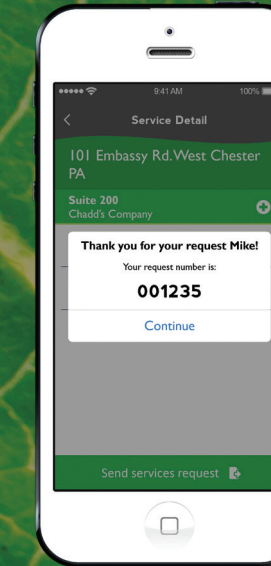 9:41 AM
100%
Service Detail
101 Embassy Rd. West Chester
PA
Suite 200
Chadd's Company
Thank you for your request Mike!
Your request number is:
001235
Continue
Send services request